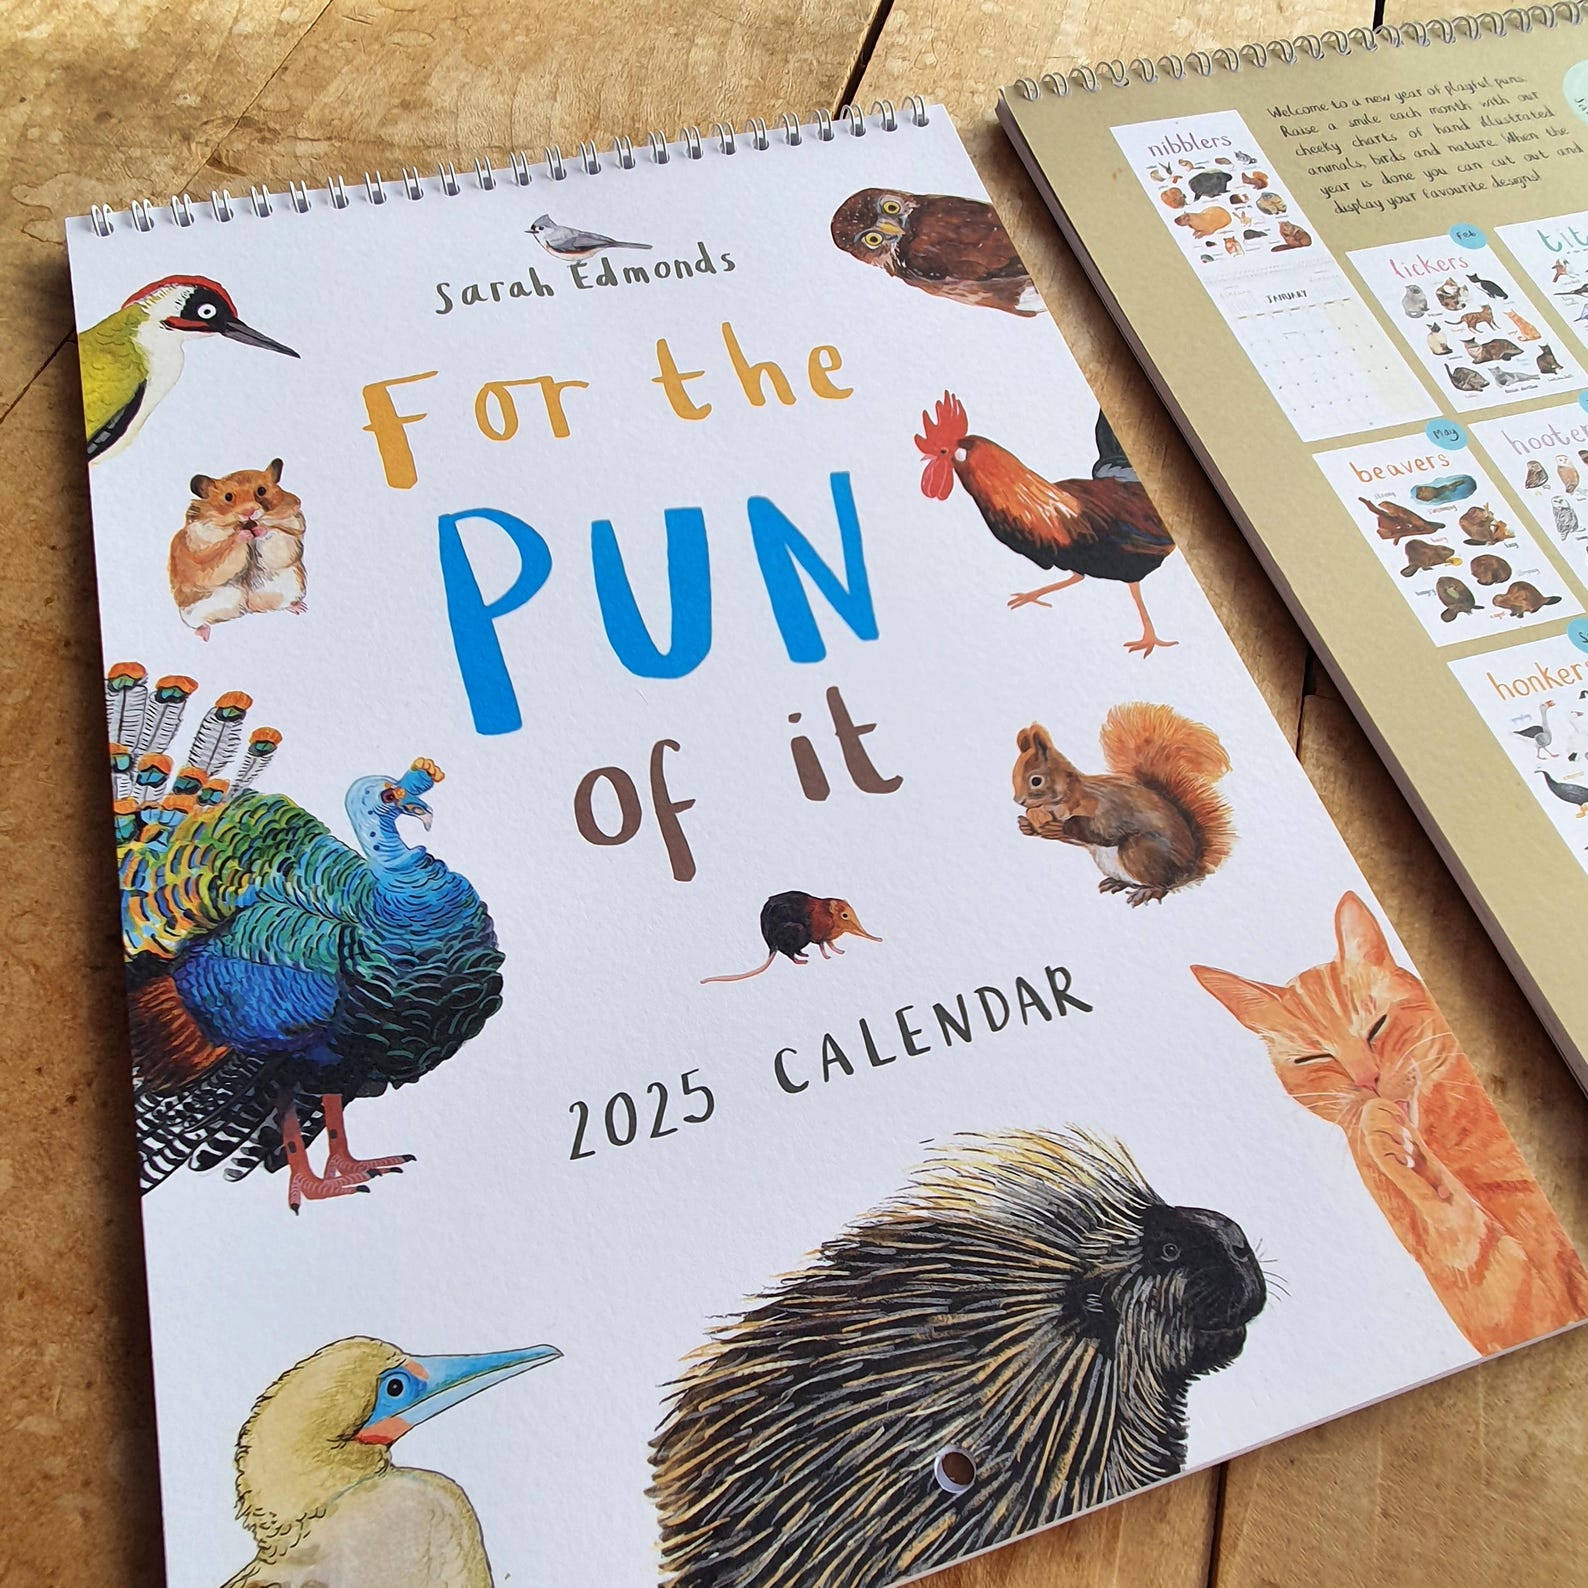 Sarah Edmonds
For the
PUN
of it
2025 CALENDAR
Welcome to a new year of playful puns.
Raise a smile each month with our
cheeky charts of hand illustrated
animals, birds and nature. When the
year is done you can cut out and
display your favourite designs!
nibblers
JANUARY
Feb
lickers
tit
May
beavers
hooter
honkers